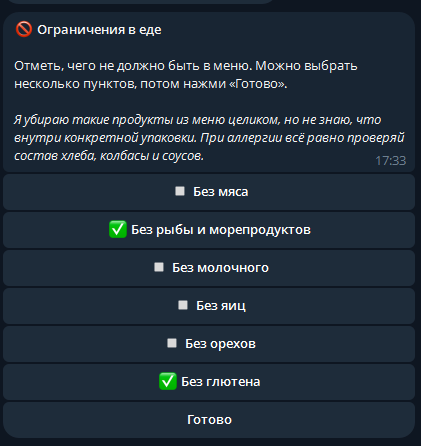 🚫 Ограничения в еде
Отметь, чего не должно быть в меню. Можно выбрать
несколько пунктов, потом нажми «Готово».
Я убираю такие продукты из меню целиком, но не знаю, что
внутри конкретной упаковки. При аллергии всё равно проверяй
состав хлеба, колбасы и соусов.
17:33
Без мяса
✅ Без рыбы и морепродуктов
Без молочного
Без яиц
Без орехов
✅ Без глютена
Готово